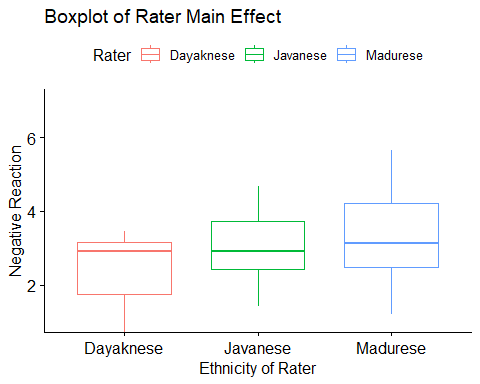 Boxplot of Rater Main Effect
Rater Dayaknese Javanese Madurese
Negative Reaction
6
4
2
Dayaknese Javanese Madurese
Ethnicity of Rater